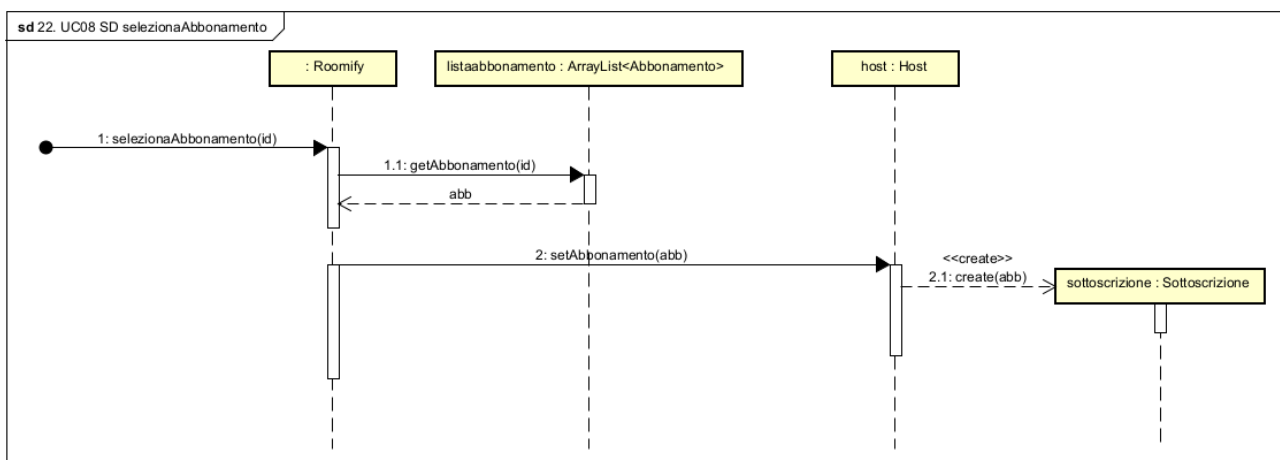 sd 22. UC08 SD selezionaAbbonamento
: Roomify
listaabbonamento : ArrayList<Abbonamento>
host : Host
1: selezionaAbbonamento(id)
1.1: getAbbonamento(id)
abb
2: setAbbonamento(abb)
<<create>>
2.1: create(abb)
sottoscrizione : Sottoscrizione